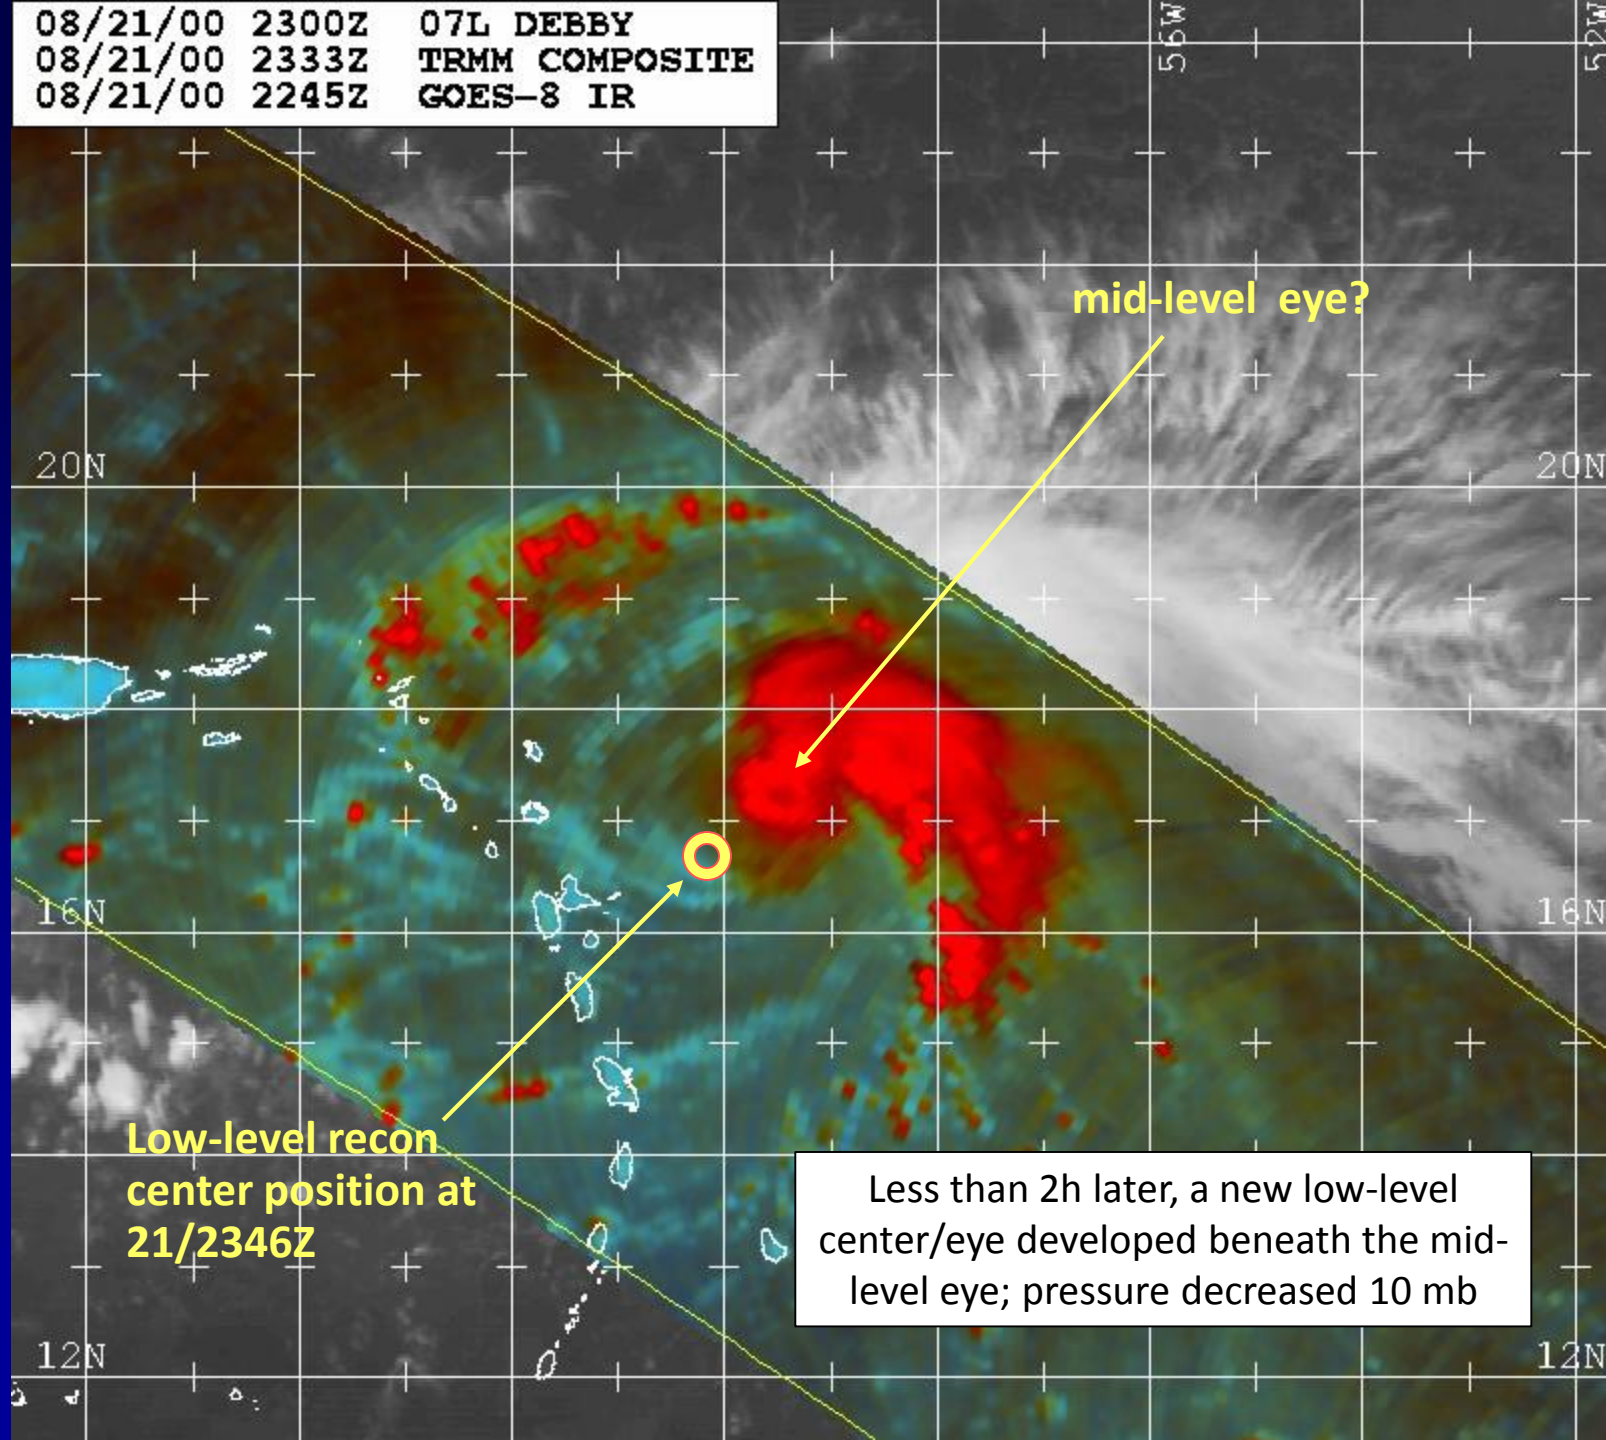 08/21/00 2300Z 07L DEBBY
08/21/00 2333Z TRMM COMPOSITE
08/21/00 2245Z GOES-8 IR
56W
52W
mid-level eye?
20N
20N
16N
16N
Low-level recon
center position at
21/2346Z
Less than 2h later, a new low-level
center/eye developed beneath the mid-
level eye; pressure decreased 10 mb
12N
12N